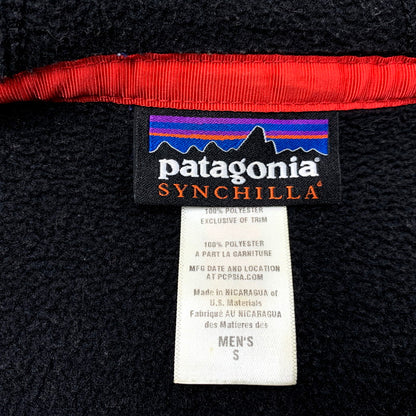 patagonia®
SYNCHILLA®
100% POLYESTER
EXCLUSIVE OF TRIM
100% POLYESTER
A PART LA GARNITURE
MFG DATE AND LOCATION
AT PCPSIA.COM
Made in NICARAGUA of
U.S. Materials
Fabriqué AU NICARAGUA
des Matieres des
MEN'S
S